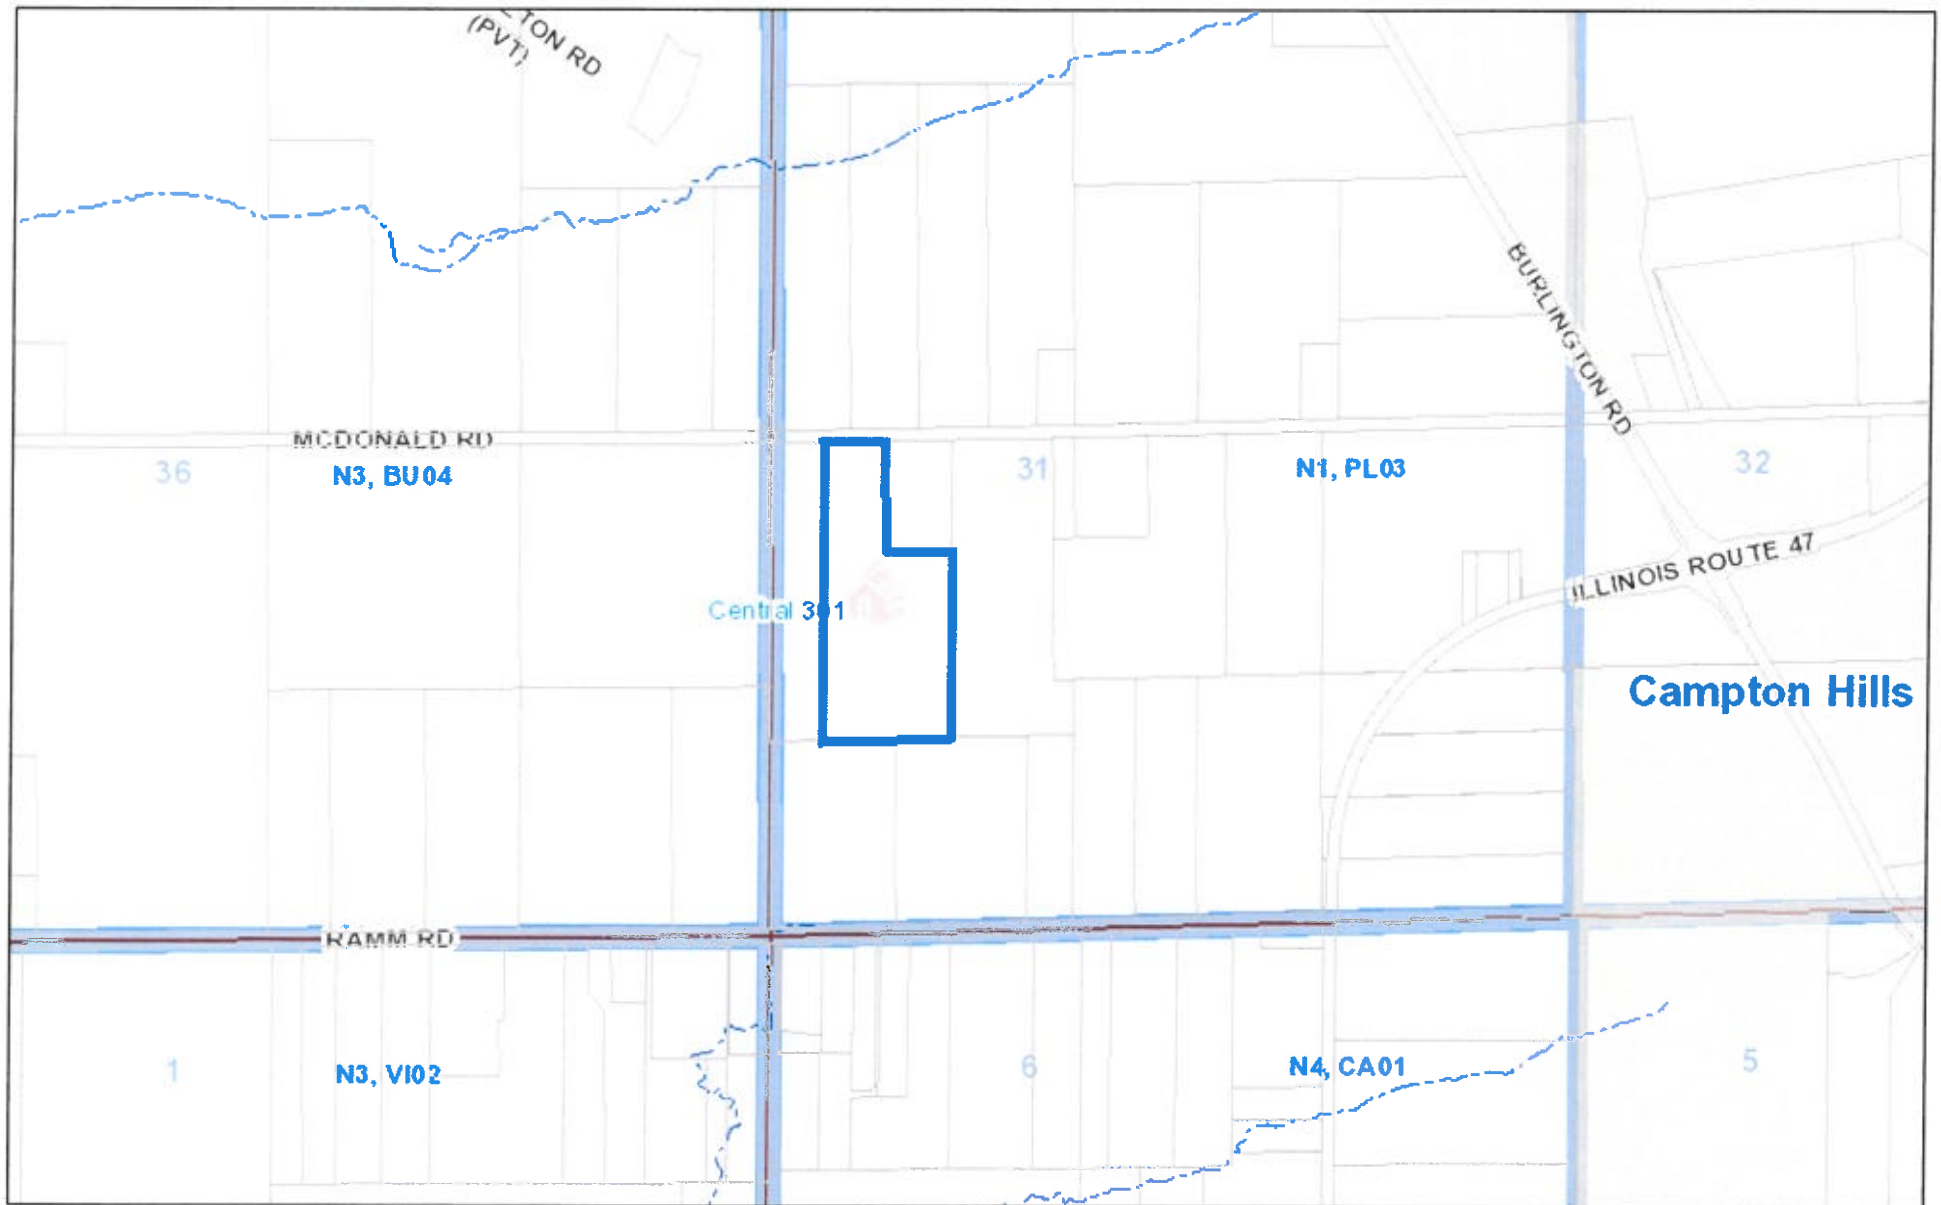 TON RD
(PVT)
BURLINGTON RD
MCDONALD RD
36
N3, BU04
31
N1, PL03
32
ILLINOIS ROUTE 47
Central 301
Campton Hills
RAMM RD
1
N3, VI02
6
N4, CA01
5